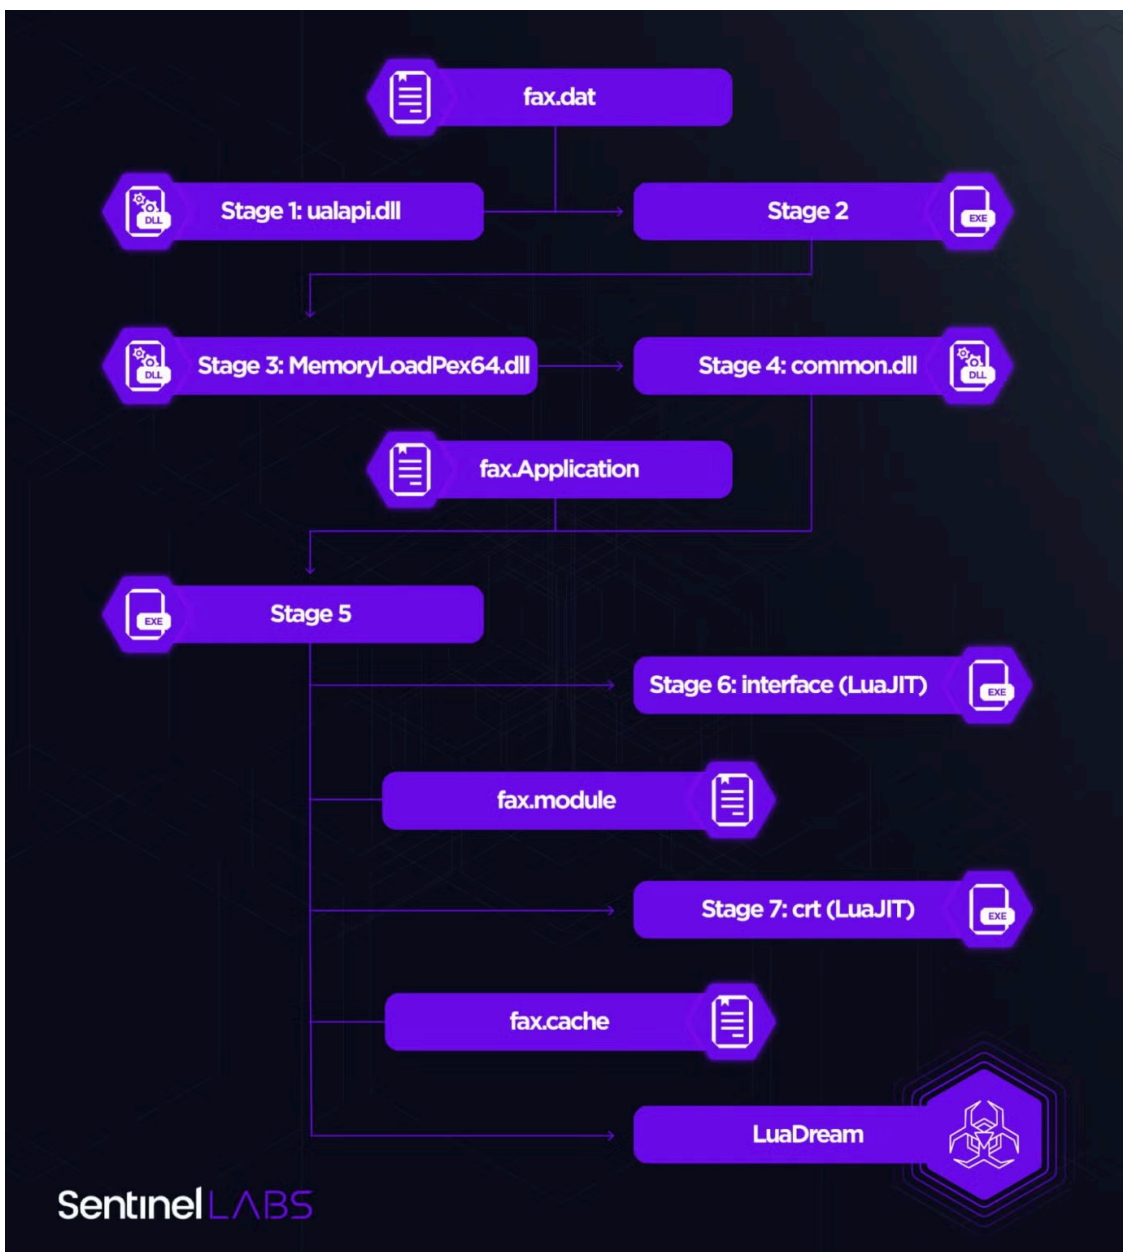 fax.dat
DLL
Stage 1: ualapi.dll
Stage 2
EXE
DLL
Stage 3: MemoryLoadPex64.dll
Stage 4: common.dll
DLL
fax.Application
EXE
Stage 5
Stage 6: interface (LuaJIT)
EXE
fax.module
Stage 7: crt (LuaJIT)
EXE
fax.cache
LuaDream
Sentinel LABS